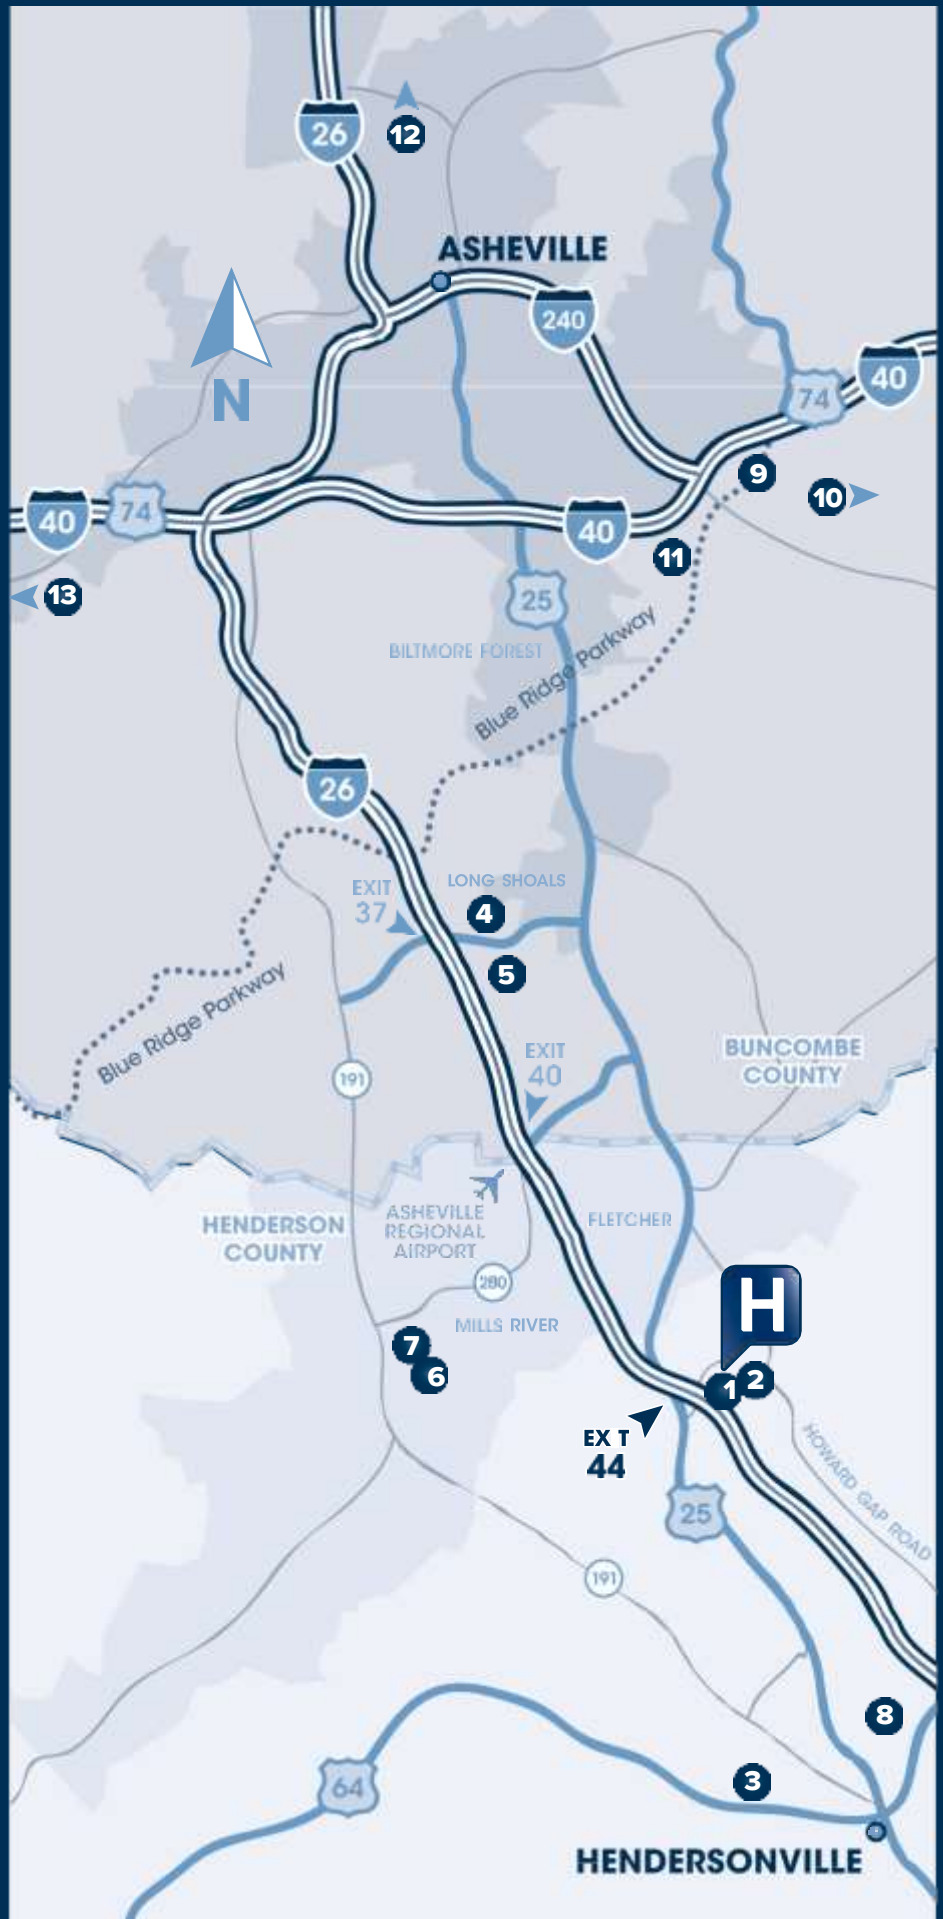 26
12
ASHEVILLE
240
N
40
74
9
10
40
74
40
11
13
25
BILTMORE FOREST
Blue Ridge Parkway
26
LONG SHOALS
EXIT
37
4
5
Blue Ridge Parkway
EXIT
40
BUNCOMBE
COUNTY
191
HENDERSON
COUNTY
ASHEVILLE
REGIONAL
AIRPORT
FLETCHER
280
MILLS RIVER
H
7
6
1
2
EX T
44
HOWARD GAP ROAD
25
191
8
3
64
HENDERSONVILLE